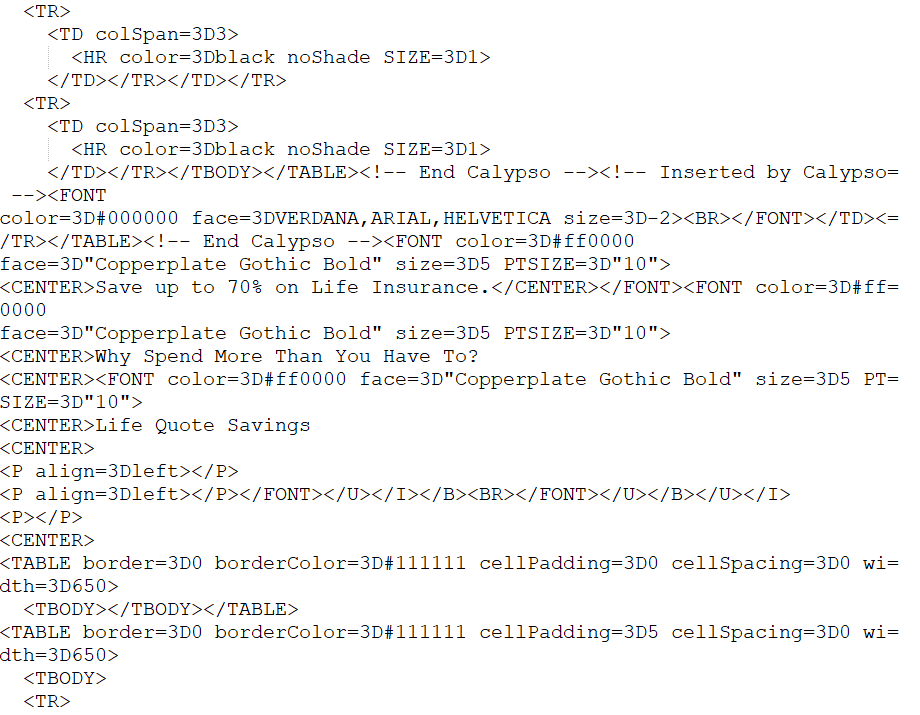 <TR>
<TD colSpan=3D3>
<HR color=3Dblack noShade SIZE=3D1>
</TD></TR></TD></TR>
<TR>
<TD colSpan=3D3>
<HR color=3Dblack noShade SIZE=3D1>
</TD></TR></TBODY></TABLE><!-- End Calypso --><!-- Inserted by Calypso=
--><FONT
color=3D#000000 face=3DVERDANA,ARIAL,HELVETICA size=3D-2><BR></FONT></TD><=
/TR></TABLE><!-- End Calypso --><FONT color=3D#ff0000
face=3D"Copperplate Gothic Bold" size=3D5 PTSIZE=3D"10">
<CENTER>Save up to 70% on Life Insurance.</CENTER></FONT><FONT color=3D#ff=
0000
face=3D"Copperplate Gothic Bold" size=3D5 PTSIZE=3D"10">
<CENTER>Why Spend More Than You Have To?
<CENTER><FONT color=3D#ff0000 face=3D"Copperplate Gothic Bold" size=3D5 PT=
SIZE=3D"10">
<CENTER>Life Quote Savings
<CENTER>
<P align=3Dleft></P>
<P align=3Dleft></P></FONT></U></I></B><BR></FONT></U></B></U></I>
<P></P>
<CENTER>
<TABLE border=3D0 borderColor=3D#111111 cellPadding=3D0 cellSpacing=3D0 wi=
dth=3D650>
<TBODY></TBODY></TABLE>
<TABLE border=3D0 borderColor=3D#111111 cellPadding=3D5 cellSpacing=3D0 wi=
dth=3D650>
<TBODY>
<TR>